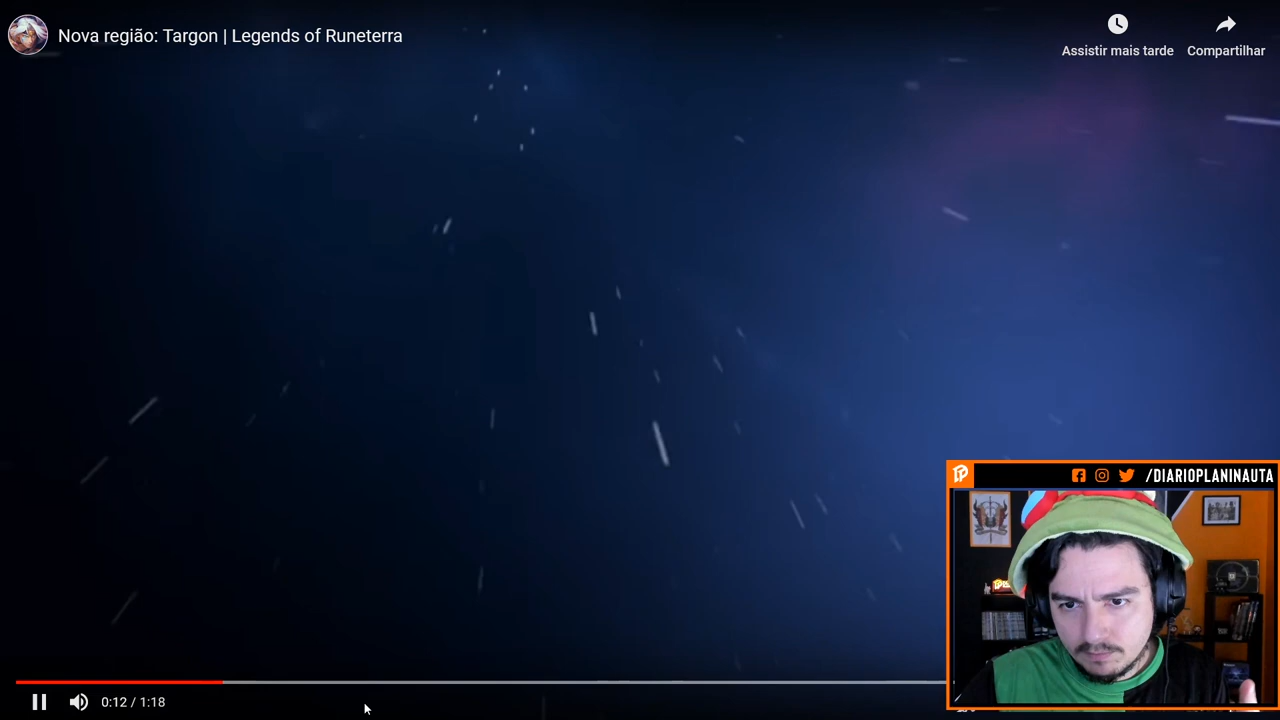 Nova região: Targon | Legends of Runeterra
Assistir mais tarde
Compartilhar
/DIARIOPLANINAUTA
0:12 / 1:18